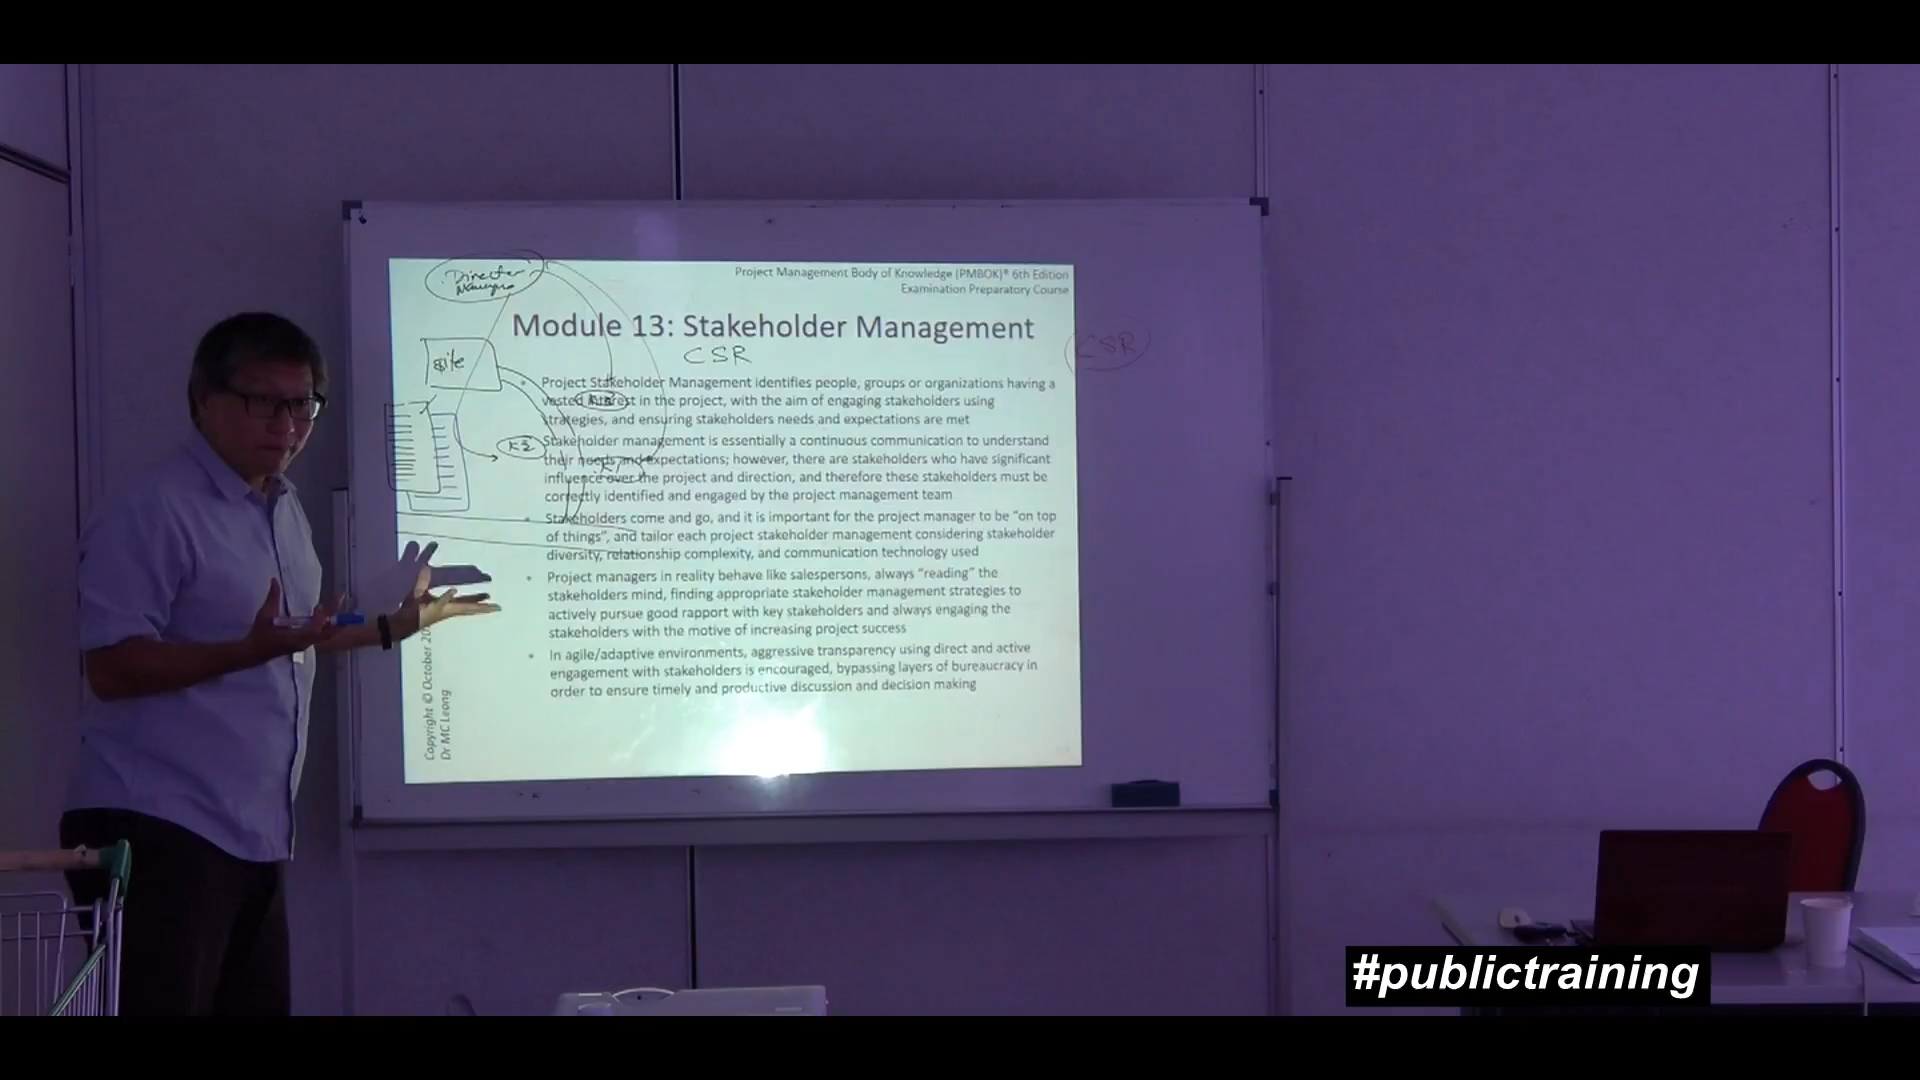 Project Management Body of Knowledge (PMBOK)® 6th Edition
Examination Preparatory Course
Director
Module 13: Stakeholder Management
CSR
CSR
site
• Project Stakeholder Management identifies people, groups or organizations having a
vested interest in the project, with the aim of engaging stakeholders using
strategies, and ensuring stakeholders needs and expectations are met
K2
Stakeholder management is essentially a continuous communication to understand
their needs and expectations; however, there are stakeholders who have significant
influence over the project and direction, and therefore these stakeholders must be
correctly identified and engaged by the project management team
K1
• Stakeholders come and go, and it is important for the project manager to be “on top
of things”, and tailor each project stakeholder management considering stakeholder
diversity, relationship complexity, and communication technology used
• Project managers in reality behave like salespersons, always “reading” the
stakeholders mind, finding appropriate stakeholder management strategies to
actively pursue good rapport with key stakeholders and always engaging the
stakeholders with the motive of increasing project success
• In agile/adaptive environments, aggressive transparency using direct and active
engagement with stakeholders is encouraged, bypassing layers of bureaucracy in
order to ensure timely and productive discussion and decision making
Copyright © October
Dr MC Leong
#publictraining